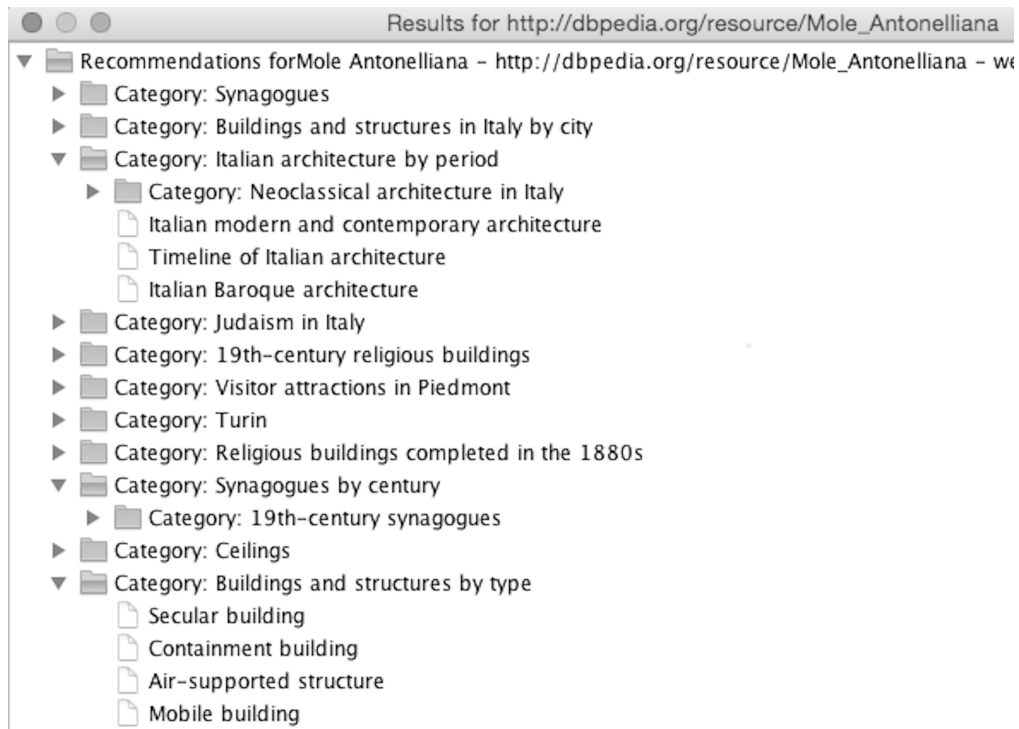 Results for http://dbpedia.org/resource/Mole_Antonelliana
Recommendations forMole Antonelliana – http://dbpedia.org/resource/Mole_Antonelliana – we
Category: Synagogues
Category: Buildings and structures in Italy by city
Category: Italian architecture by period
Category: Neoclassical architecture in Italy
Italian modern and contemporary architecture
Timeline of Italian architecture
Italian Baroque architecture
Category: Judaism in Italy
Category: 19th-century religious buildings
Category: Visitor attractions in Piedmont
Category: Turin
Category: Religious buildings completed in the 1880s
Category: Synagogues by century
Category: 19th-century synagogues
Category: Ceilings
Category: Buildings and structures by type
Secular building
Containment building
Air-supported structure
Mobile building